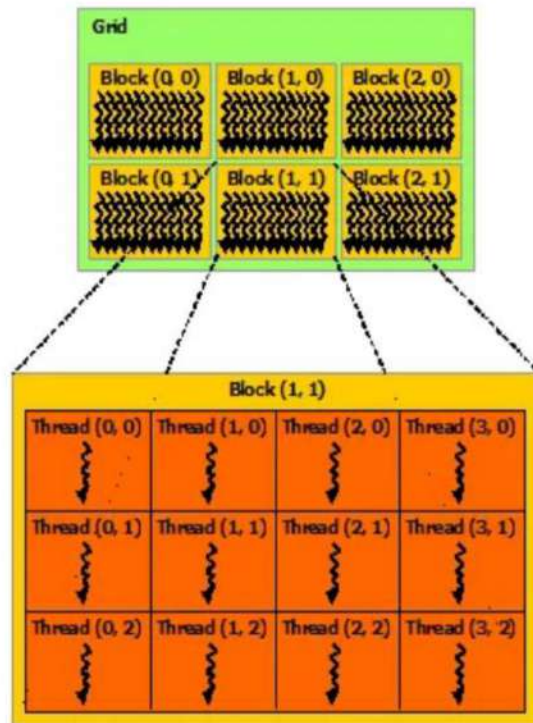 Grid
Block (0, 0) Block (1, 0) Block (2, 0)
Block (0, 1) Block (1, 1) Block (2, 1)
Block (1, 1)
Thread (0, 0) Thread (1, 0) Thread (2, 0) Thread (3, 0)
Thread (0, 1) Thread (1, 1) Thread (2, 1) Thread (3, 1)
Thread (0, 2) Thread (1, 2) Thread (2, 2) Thread (3, 2)